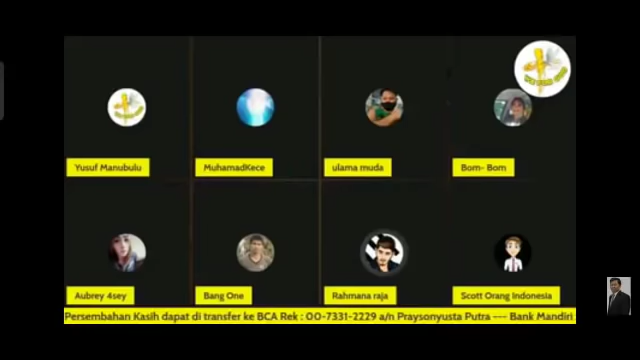 Yusuf Manubulu
MuhamadKece
ulama muda
Bom- Bom
Aubrey 4sey
Bang One
Rahmana raja
Scott Orang Indonesia
Persembahan Kasih dapat di transfer ke BCA Rek : 00-7331-2229 a/n Praysonyusta Putra --- Bank Mandiri